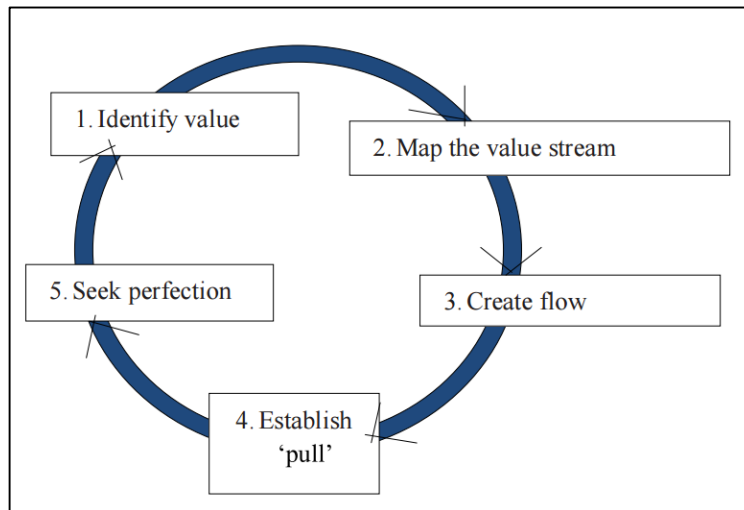 1. Identify value
2. Map the value stream
3. Create flow
4. Establish
‘pull’
5. Seek perfection